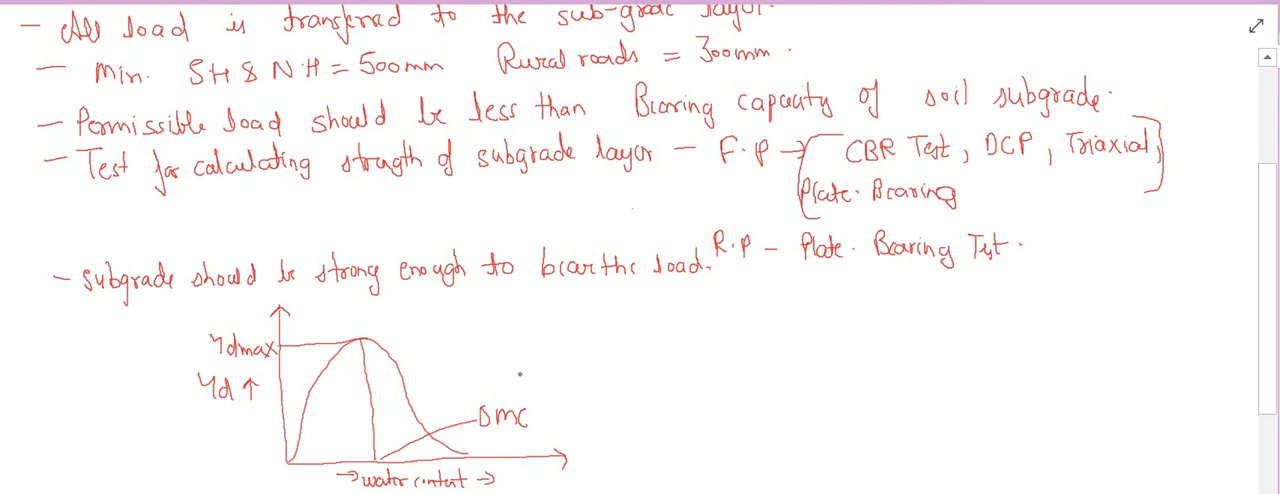 - All load is transferred to the sub-grade layer.
- Min. SH & NH = 500mm Rural roads = 300mm.
- Permissible load should be less than Bearing capacity of soil subgrade.
- Test for calculating strength of subgrade layer - F.P → CBR Test, DCP, Triaxial,
Plate. Bearing
R.P - Plate. Bearing Test.
- Subgrade should be strong enough to bear the load.
γdmax
γd ↑
OMC
→ water content →